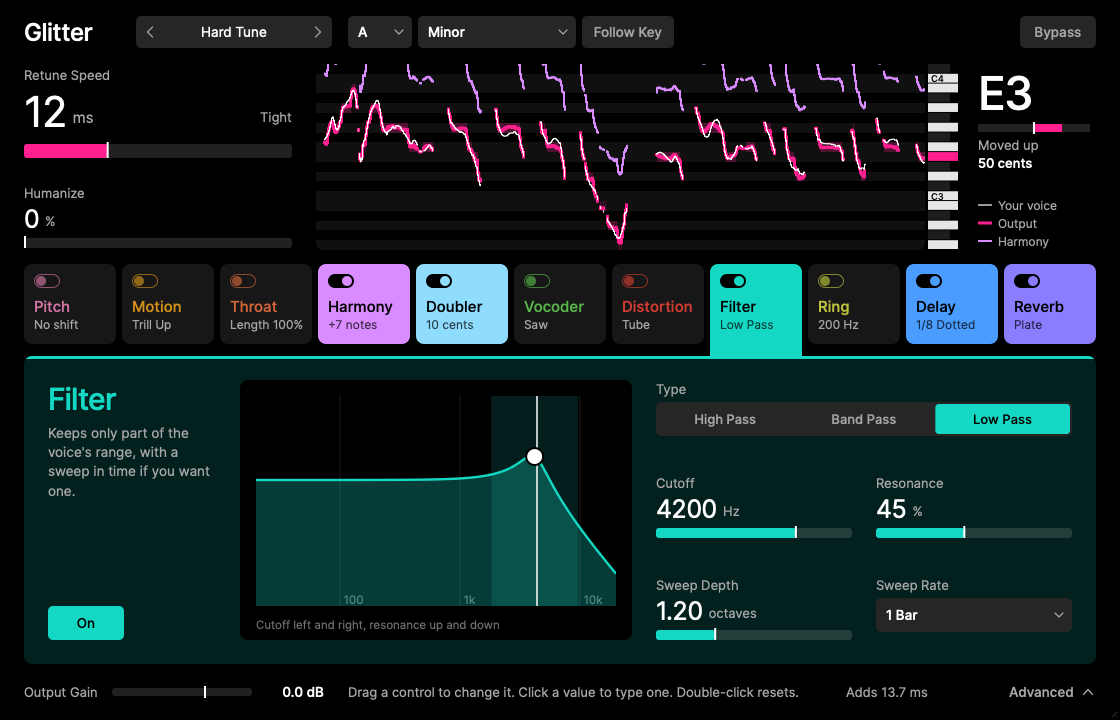 Glitter
Hard Tune
A
Minor
Follow Key
Bypass
Retune Speed
12 ms
Tight
Humanize
0 %
C4
C3
E3
Moved up
50 cents
Your voice
Output
Harmony
Pitch
No shift
Motion
Trill Up
Throat
Length 100%
Harmony
+7 notes
Doubler
10 cents
Vocoder
Saw
Distortion
Tube
Filter
Low Pass
Ring
200 Hz
Delay
1/8 Dotted
Reverb
Plate
Filter
Keeps only part of the
voice's range, with a
sweep in time if you want
one.
On
100
1k
10k
Cutoff left and right, resonance up and down
Type
High Pass
Band Pass
Low Pass
Cutoff
4200 Hz
Resonance
45 %
Sweep Depth
1.20 octaves
Sweep Rate
1 Bar
Output Gain
0.0 dB
Drag a control to change it. Click a value to type one. Double-click resets.
Adds 13.7 ms
Advanced